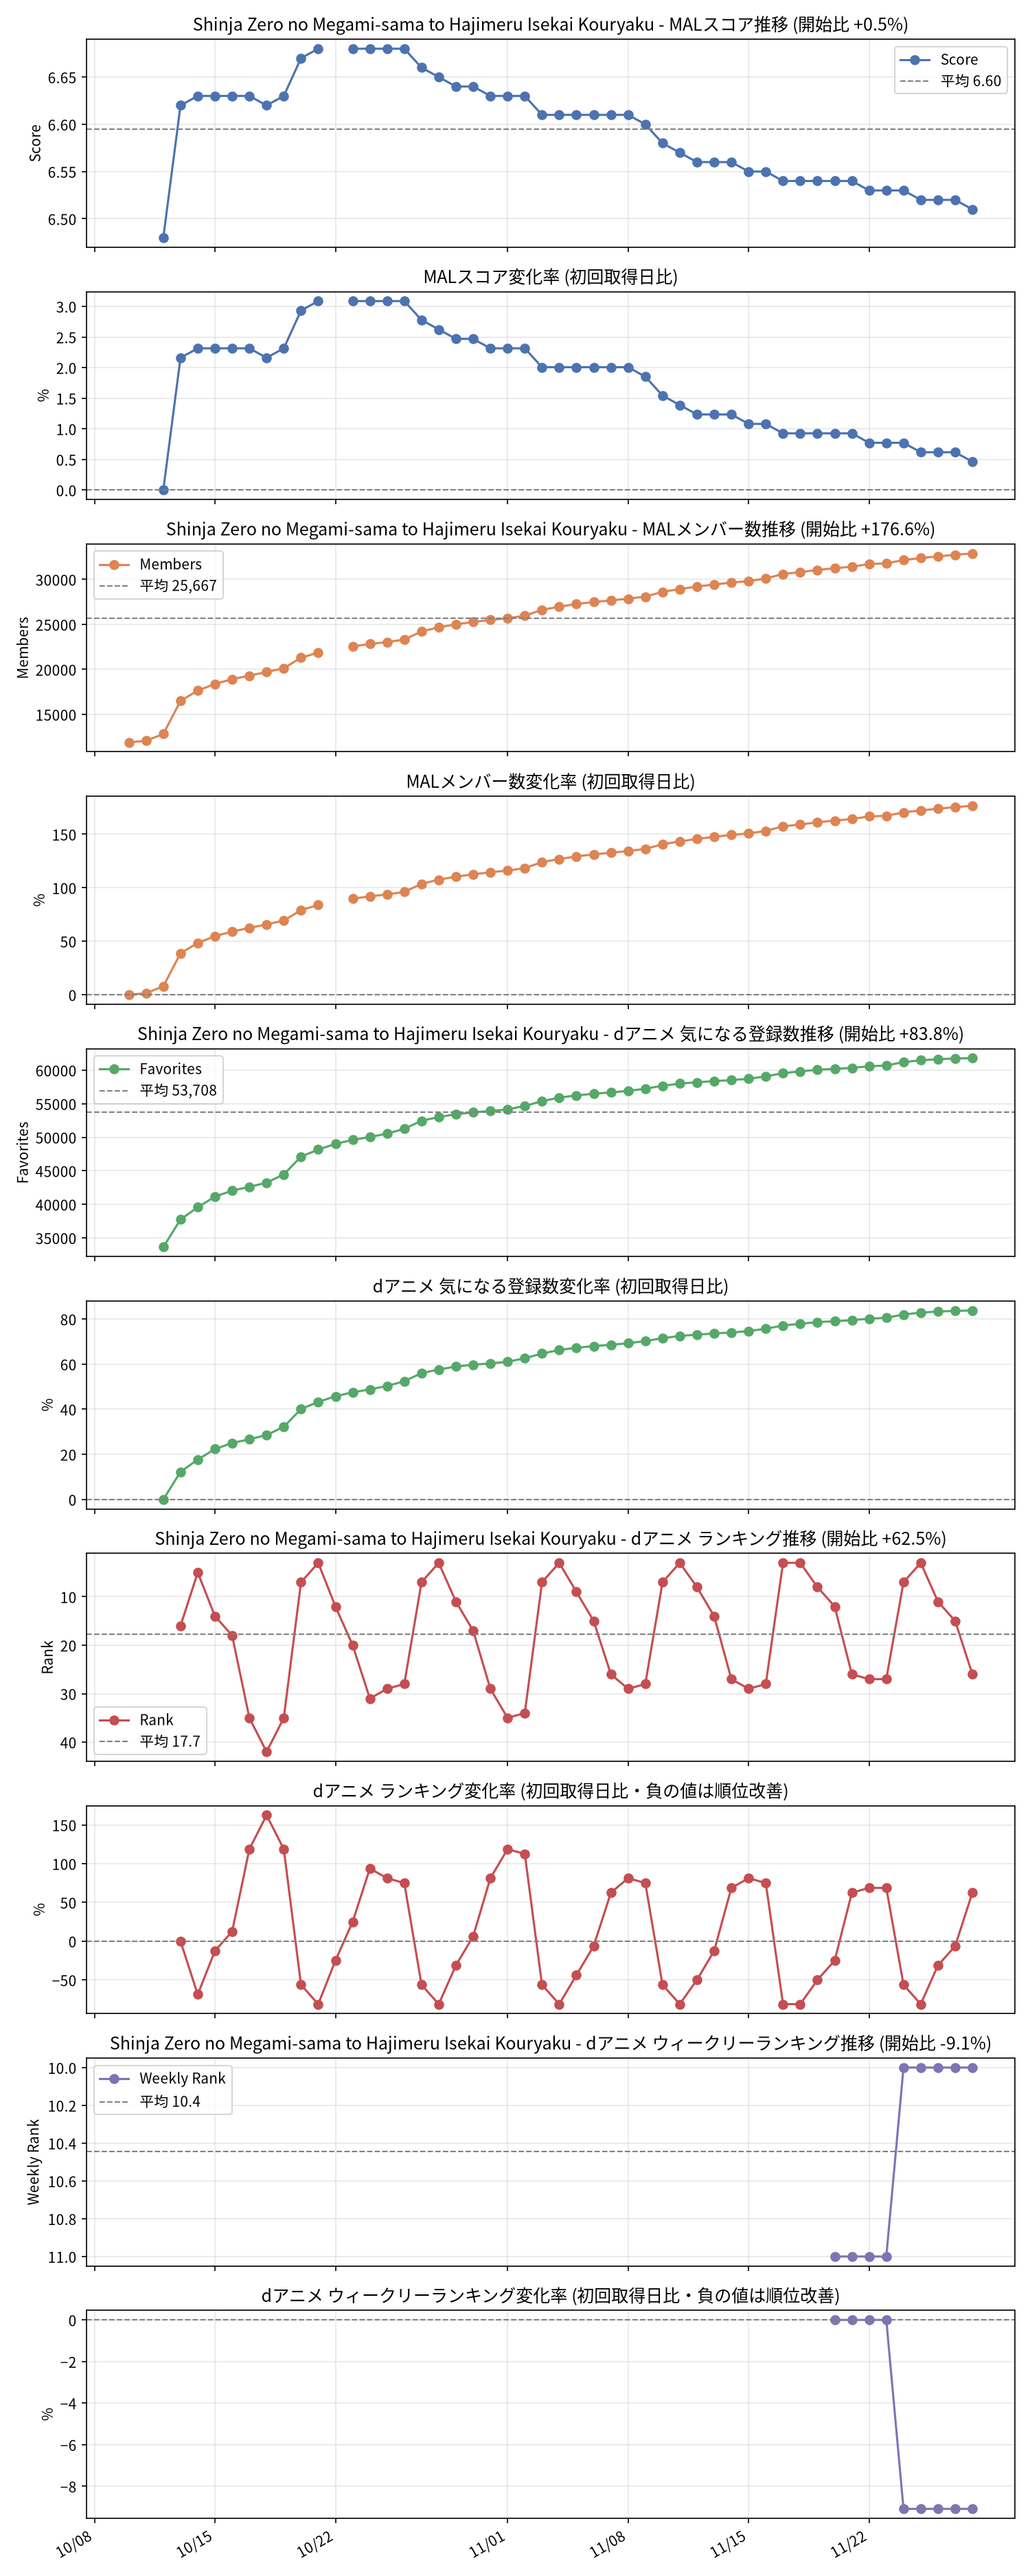 Shinja Zero no Megami-sama to Hajimeru Isekai Kouryaku - MALスコア推移 (開始比 +0.5%)
Score
平均 6.60
6.65
6.60
6.55
6.50
Score
MALスコア変化率 (初回取得日比)
3.0
2.5
2.0
1.5
1.0
0.5
0.0
%
Shinja Zero no Megami-sama to Hajimeru Isekai Kouryaku - MALメンバー数推移 (開始比 +176.6%)
Members
平均 25,667
30000
25000
20000
15000
Members
MALメンバー数変化率 (初回取得日比)
150
100
50
0
%
Shinja Zero no Megami-sama to Hajimeru Isekai Kouryaku - dアニメ 気になる登録数推移 (開始比 +83.8%)
Favorites
平均 53,708
60000
55000
50000
45000
40000
35000
Favorites
dアニメ 気になる登録数変化率 (初回取得日比)
80
60
40
20
0
%
Shinja Zero no Megami-sama to Hajimeru Isekai Kouryaku - dアニメ ランキング推移 (開始比 +62.5%)
10
20
30
40
Rank
Rank
平均 17.7
dアニメ ランキング変化率 (初回取得日比・負の値は順位改善)
150
100
50
0
−50
%
Shinja Zero no Megami-sama to Hajimeru Isekai Kouryaku - dアニメ ウィークリーランキング推移 (開始比 -9.1%)
Weekly Rank
平均 10.4
10.0
10.2
10.4
10.6
10.8
11.0
Weekly Rank
dアニメ ウィークリーランキング変化率 (初回取得日比・負の値は順位改善)
0
−2
−4
−6
−8
%
10/08
10/15
10/22
11/01
11/08
11/15
11/22